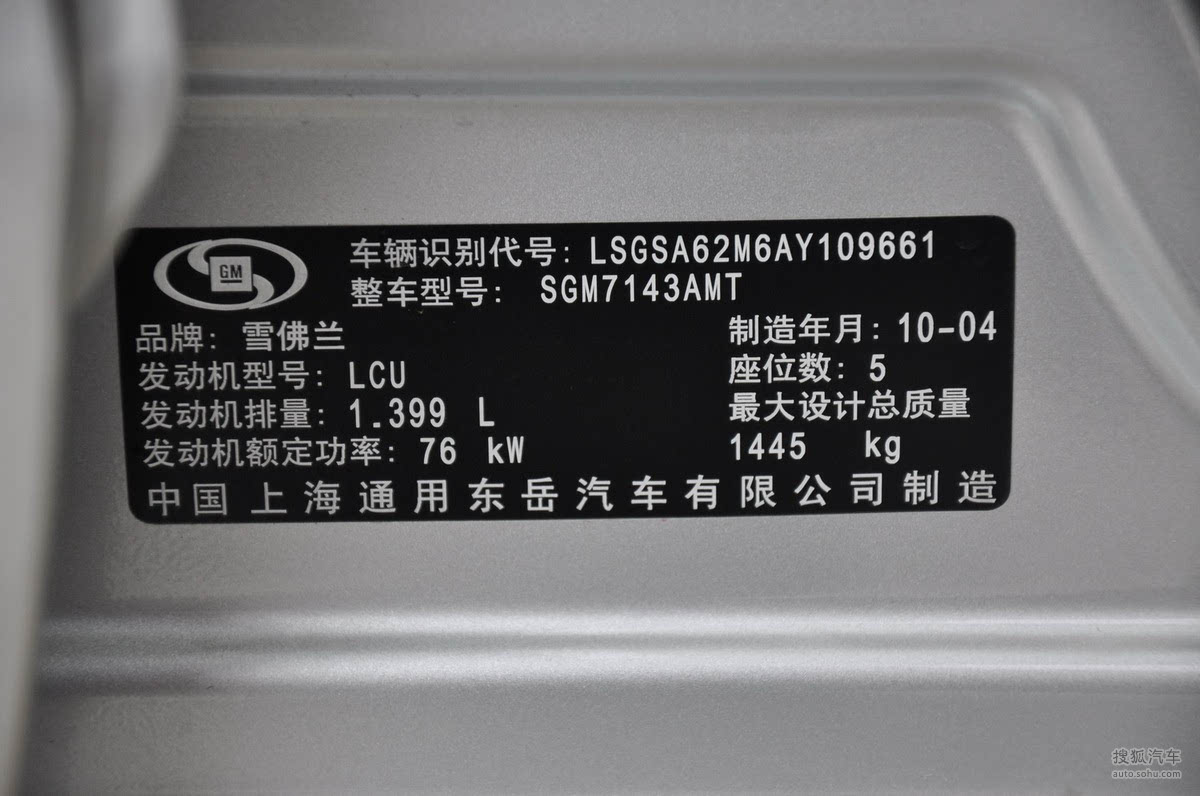 GM
车辆识别代号: LSGSA62M6AY109661
整车型号: SGM7143AMT
品牌: 雪佛兰
制造年月: 10-04
发动机型号: LCU
座位数: 5
发动机排量: 1.399 L
最大设计总质量
发动机额定功率: 76 kW
1445 kg
中国上海通用东岳汽车有限公司制造
搜狐汽车
auto.sohu.com